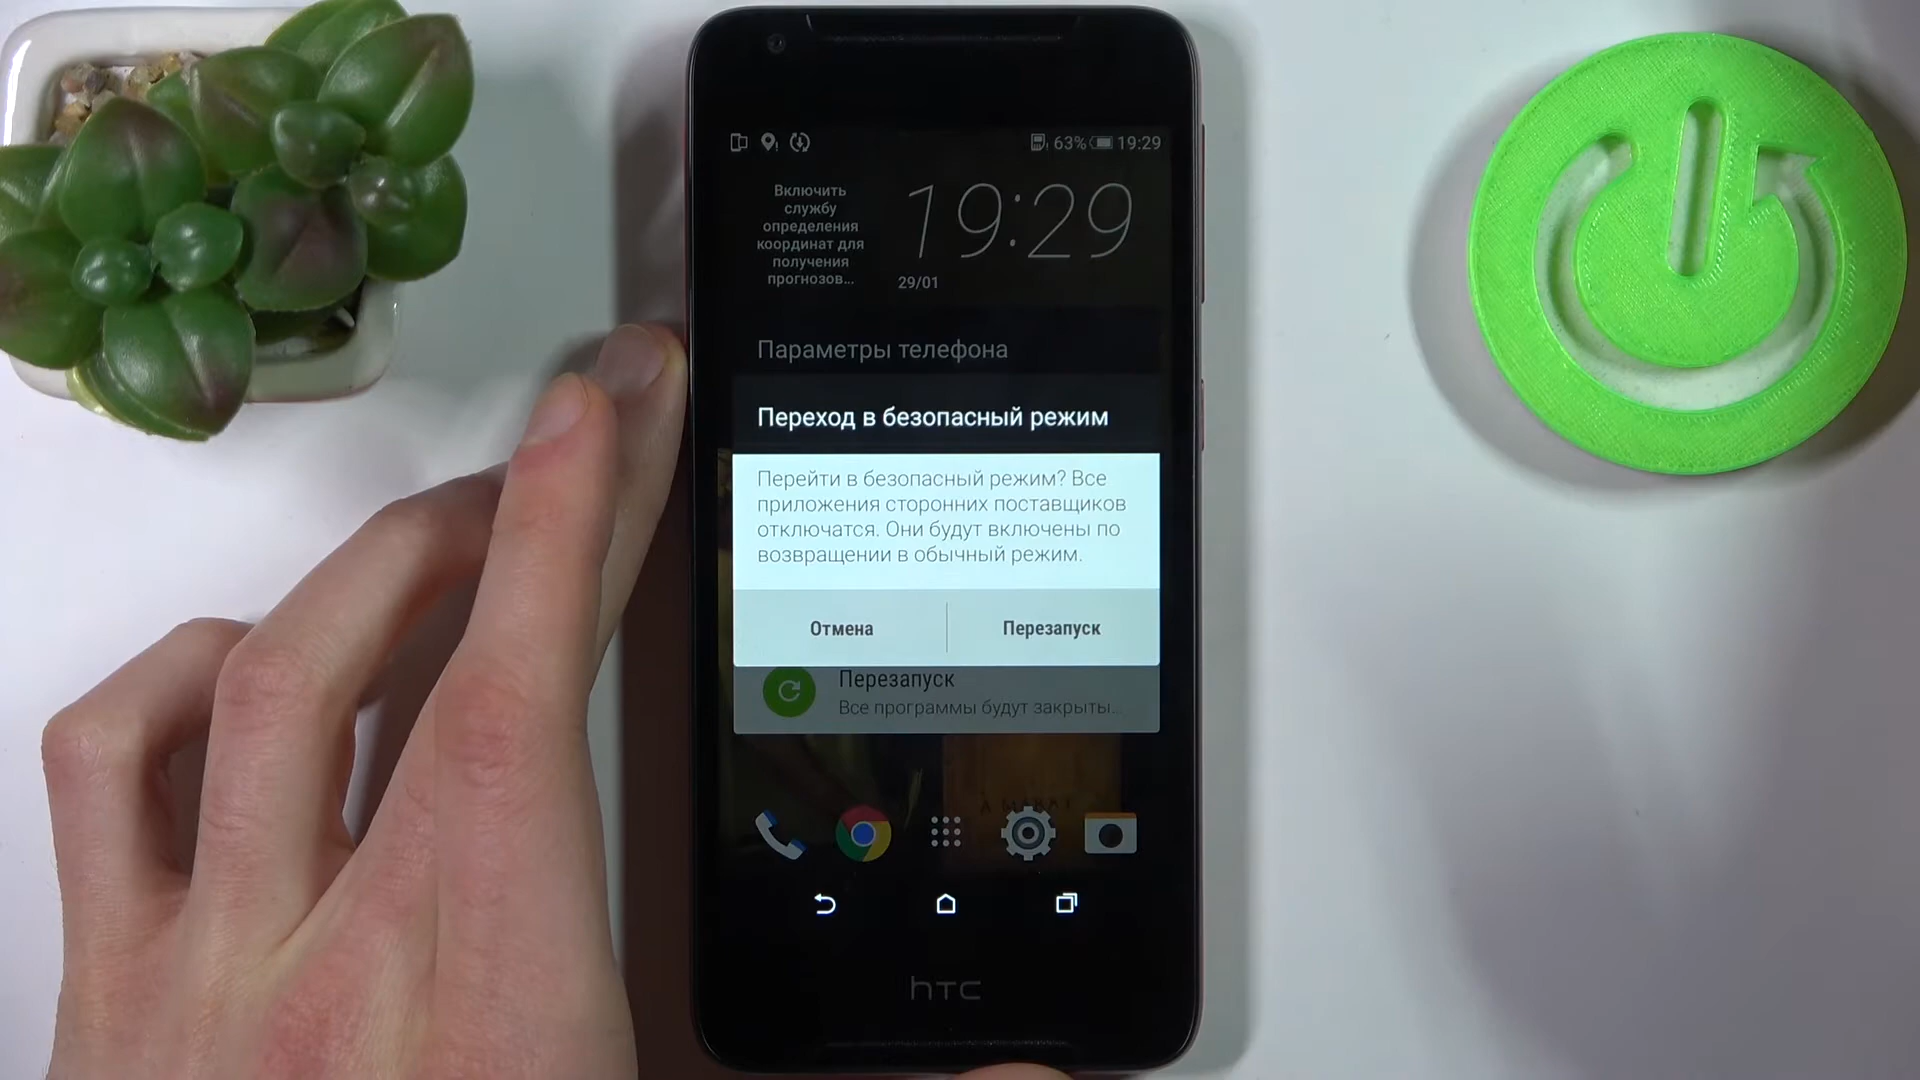 63% 19:29
Включить
службу
определения
координат для
получения
прогнозов...
19:29
29/01
Параметры телефона
Переход в безопасный режим
Перейти в безопасный режим? Все
приложения сторонних поставщиков
отключатся. Они будут включены по
возвращении в обычный режим.
Отмена
Перезапуск
Перезапуск
Все программы будут закрыты...
hTC